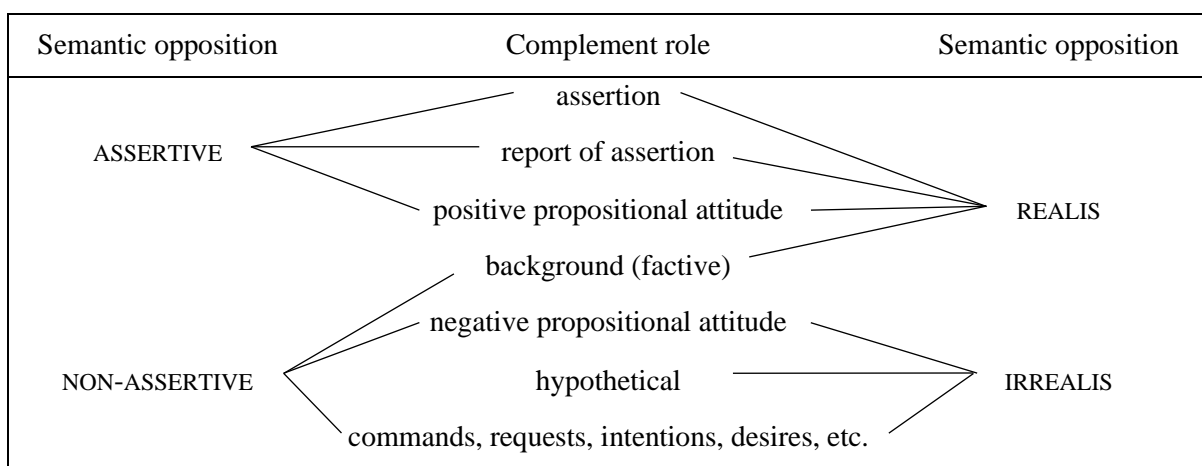 Semantic opposition Complement role Semantic opposition
assertion
ASSERTIVE report of assertion
positive propositional attitude REALIS
background (factive)
negative propositional attitude
NON-ASSERTIVE hypothetical IRREALIS
commands, requests, intentions, desires, etc.